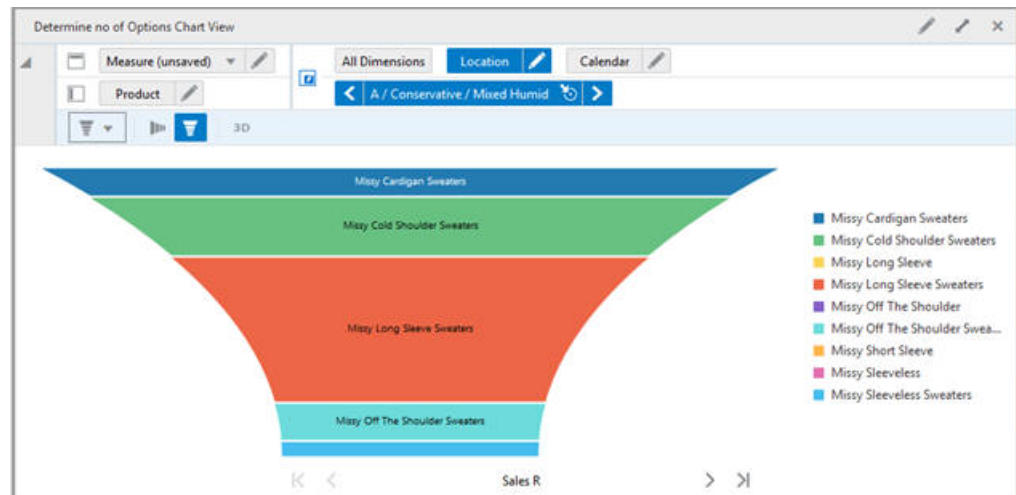 Determine no of Options Chart View
Measure (unsaved)
All Dimensions
Location
Calendar
Product
A / Conservative / Mixed Humid
3D
Missy Cardigan Sweaters
Missy Cold Shoulder Sweaters
Missy Long Sleeve Sweaters
Missy Off The Shoulder Sweaters
Missy Cardigan Sweaters
Missy Cold Shoulder Sweaters
Missy Long Sleeve
Missy Long Sleeve Sweaters
Missy Off The Shoulder
Missy Off The Shoulder Swea...
Missy Short Sleeve
Missy Sleeveless
Missy Sleeveless Sweaters
Sales R